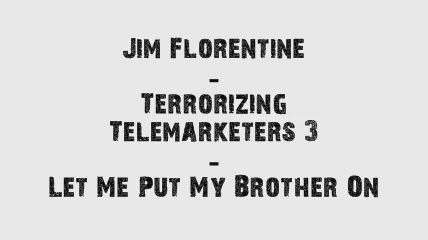 Jim Florentine
-
Terrorizing
Telemarketers 3
-
Let Me Put My Brother On